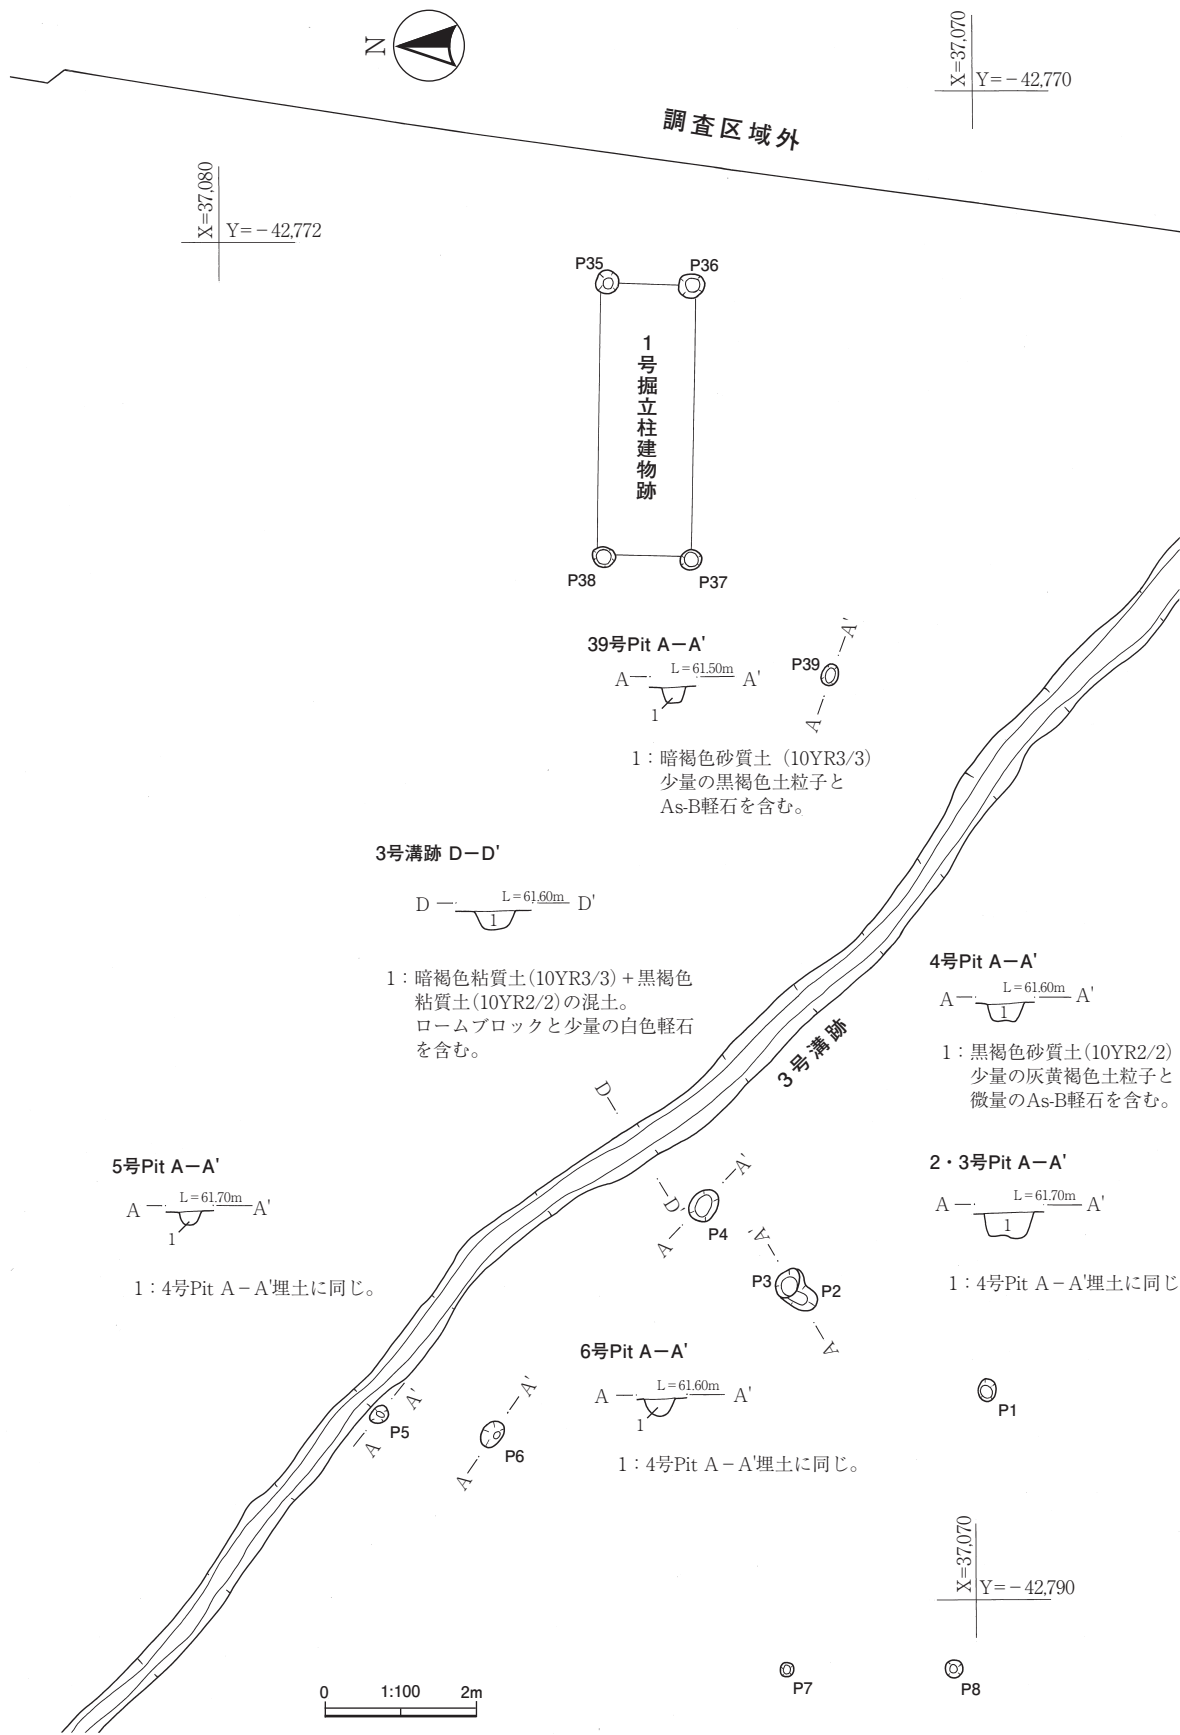 N
X=37,070
Y=－42,770
調査区域外
X=37,080
Y=－42,772
P35
P36
1号掘立柱建物跡
P38
P37
39号Pit A－A'
A
L=61.50m
A'
1
P39
A'
A
1：暗褐色砂質土（10YR3/3）
少量の黒褐色土粒子と
As-B軽石を含む。
3号溝跡 D－D'
D
L=61.60m
D'
1
1：暗褐色粘質土(10YR3/3)＋黒褐色
粘質土(10YR2/2)の混土。
ロームブロックと少量の白色軽石
を含む。
4号Pit A－A'
A
L=61.60m
A'
1
1：黒褐色砂質土(10YR2/2)
少量の灰黄褐色土粒子と
微量のAs-B軽石を含む。
3号溝跡
D
D'
5号Pit A－A'
A
L=61.70m
A'
1
1：4号Pit A－A'埋土に同じ。
A'
A
P4
2・3号Pit A－A'
A
L=61.70m
A'
1
1：4号Pit A－A'埋土に同じ
A'
P3
P2
A
6号Pit A－A'
A
L=61.60m
A'
1
1：4号Pit A－A'埋土に同じ。
A'
P5
A
A'
P6
A
P1
X=37,070
Y=－42,790
P7
P8
0
1:100
2m